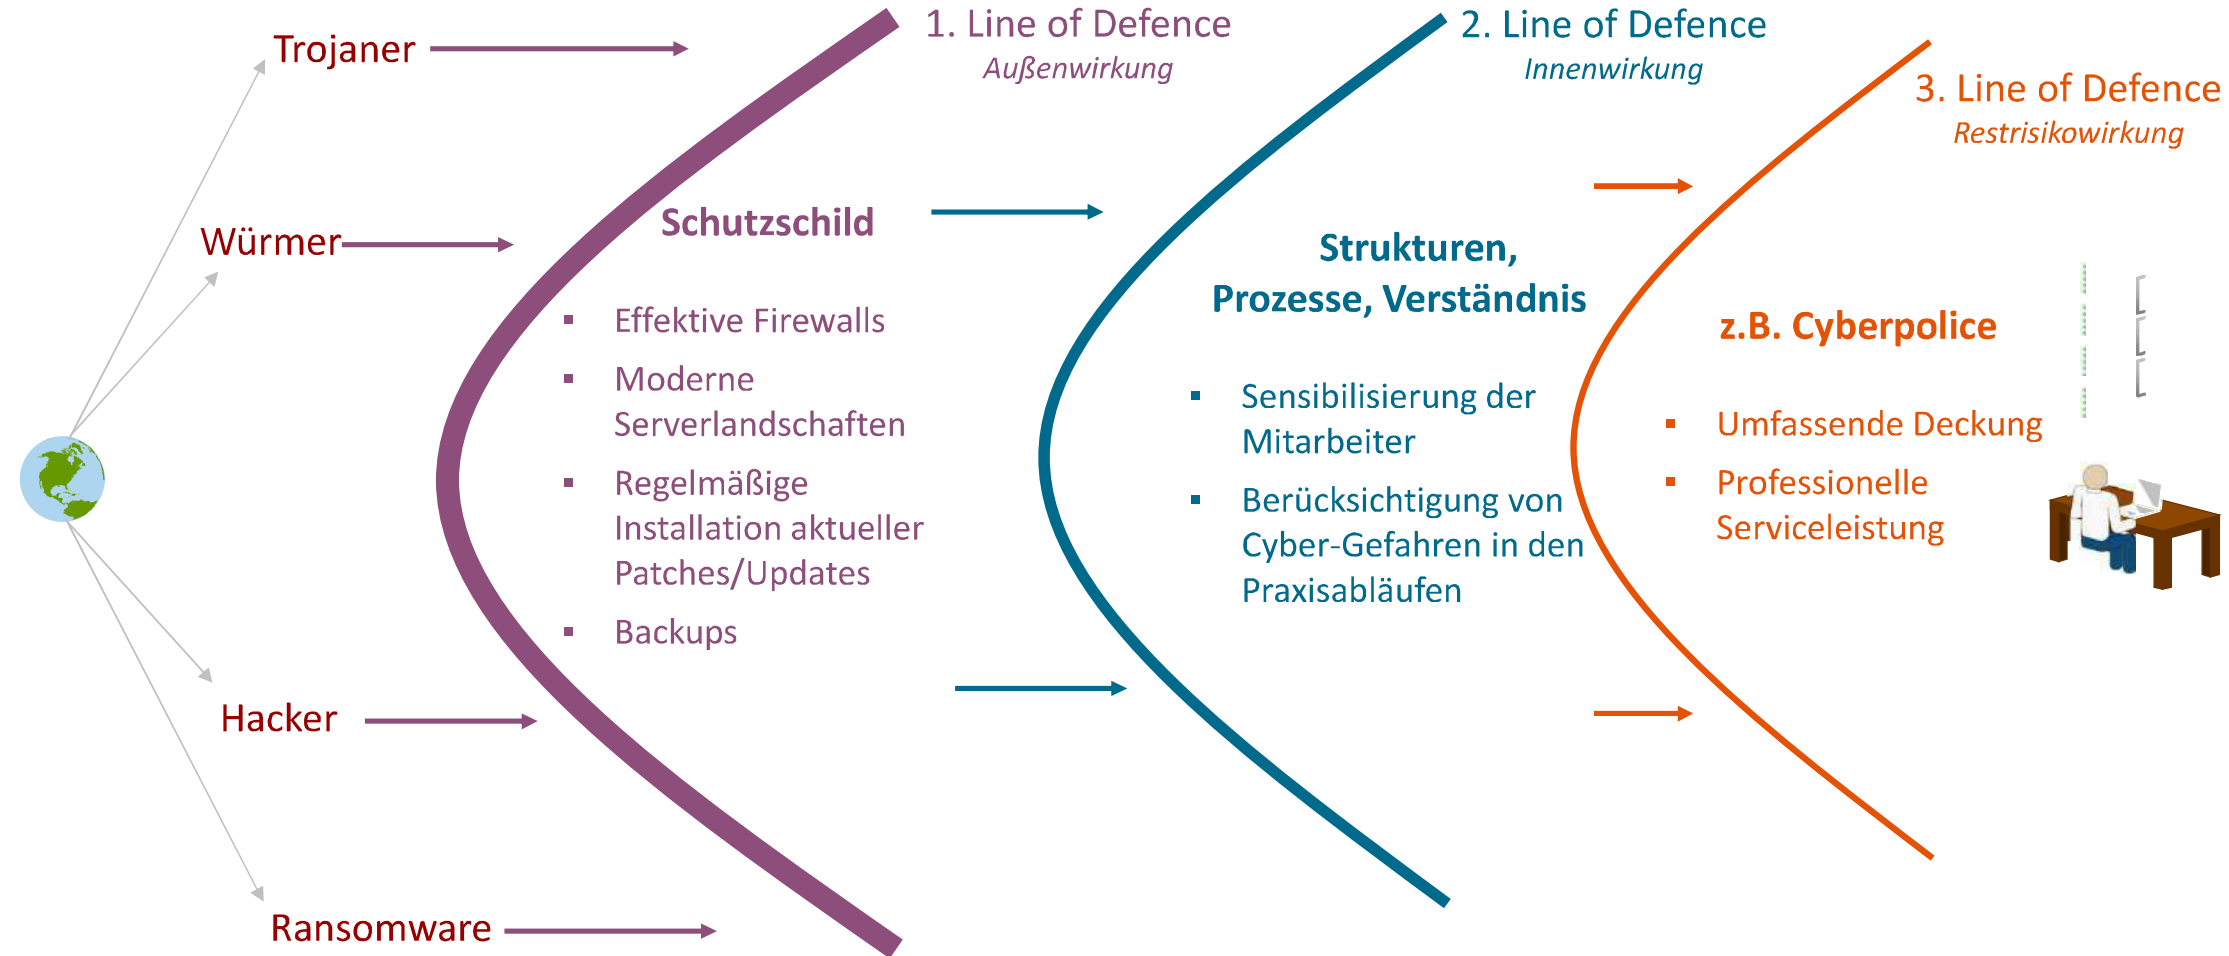 Trojaner
Würmer
Hacker
Ransomware
1. Line of Defence
Außenwirkung
Schutzschild
▪ Effektive Firewalls
▪ Moderne
Serverlandschaften
▪ Regelmäßige
Installation aktueller
Patches/Updates
▪ Backups
2. Line of Defence
Innenwirkung
Strukturen,
Prozesse, Verständnis
▪ Sensibilisierung der
Mitarbeiter
▪ Berücksichtigung von
Cyber-Gefahren in den
Praxisabläufen
3. Line of Defence
Restrisikowirkung
z.B. Cyberpolice
▪ Umfassende Deckung
▪ Professionelle
Serviceleistung